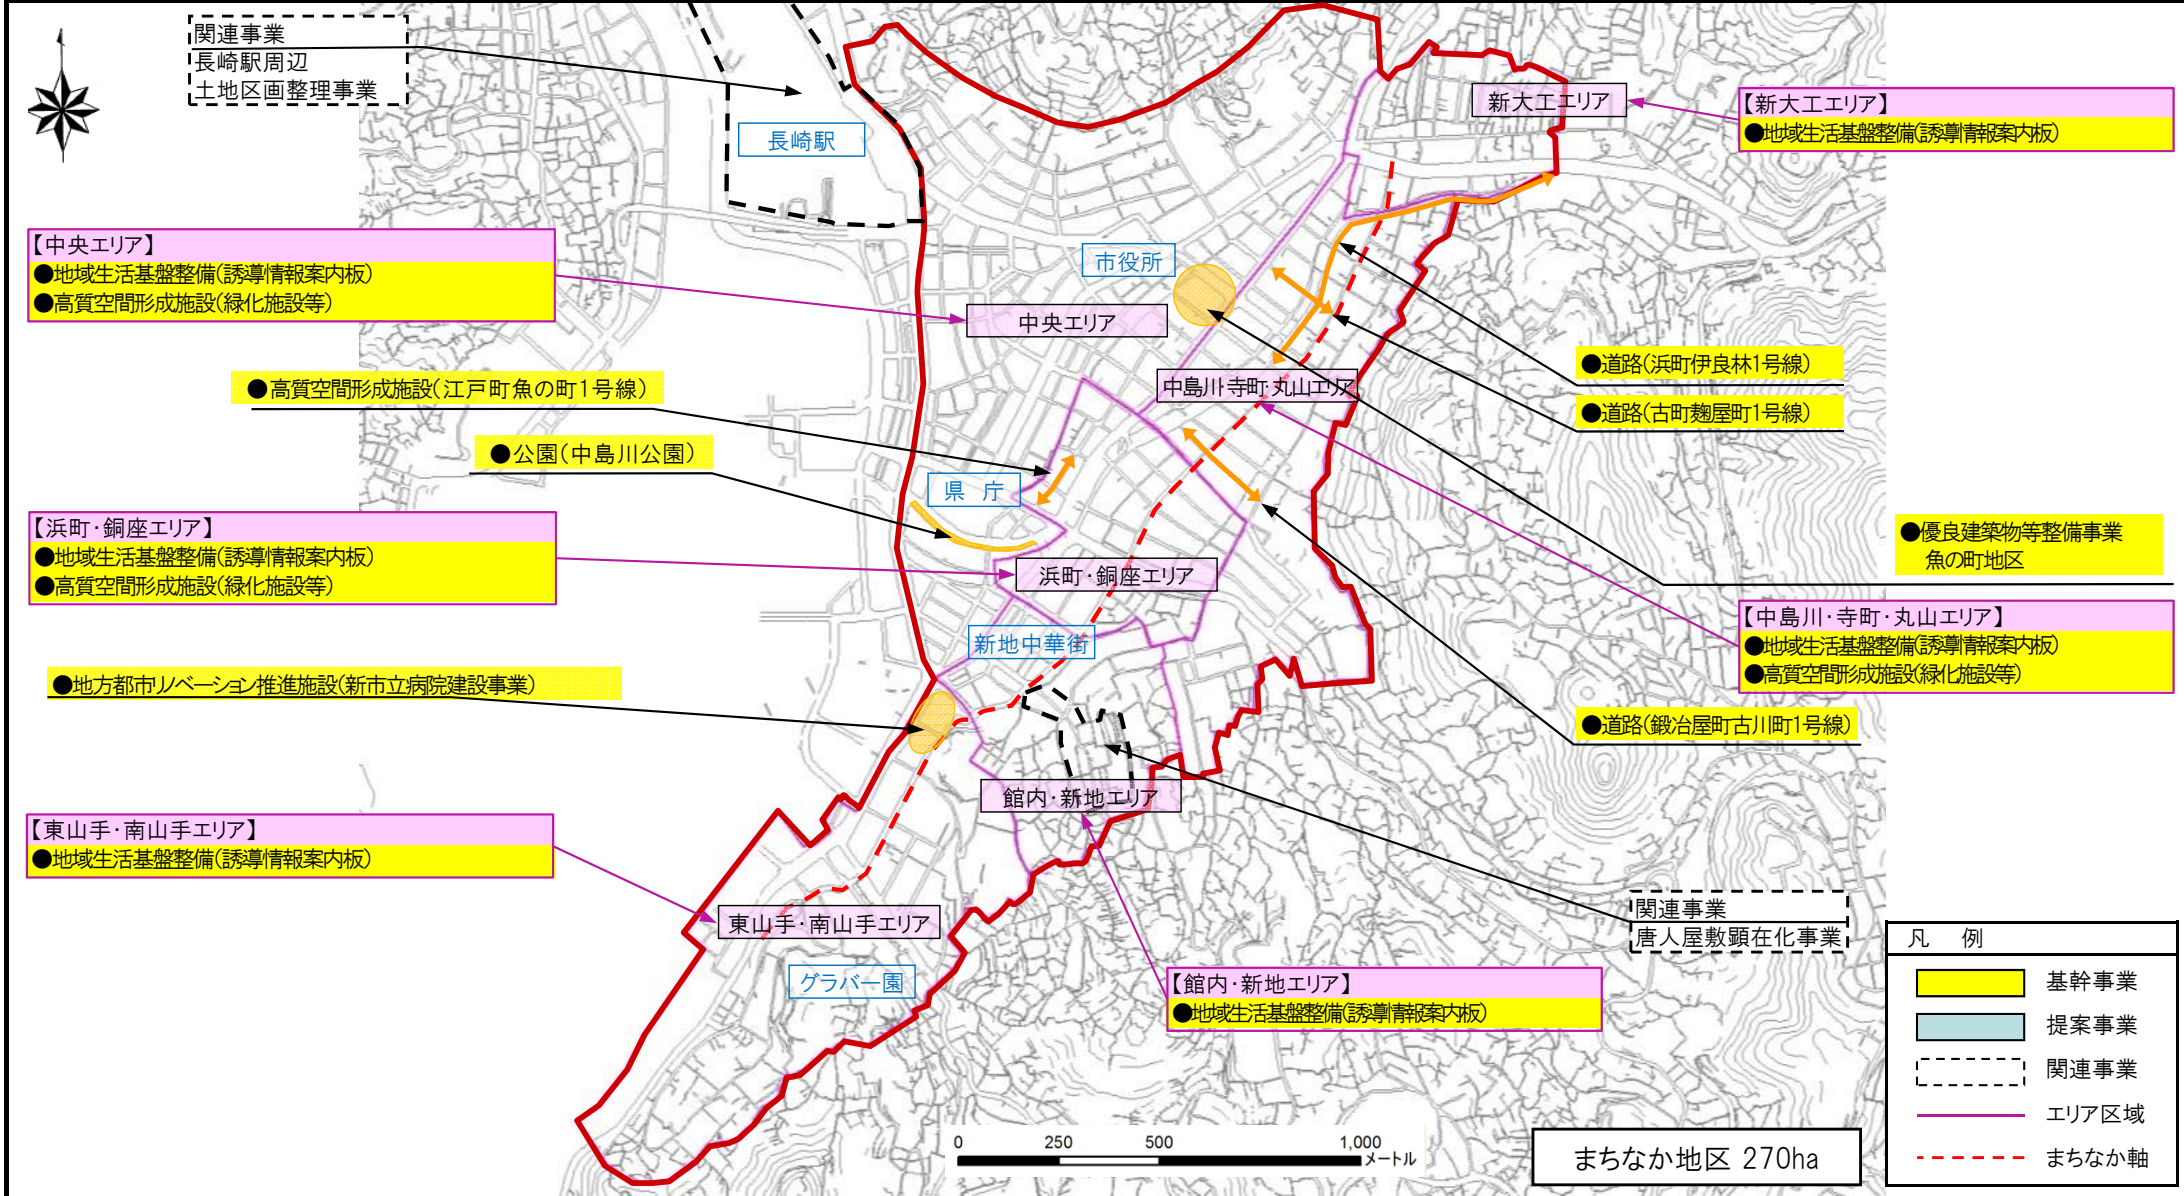 関連事業
長崎駅周辺
土地区画整理事業
長崎駅
新大工エリア
【新大工エリア】
●地域生活基盤整備(誘導情報案内板)
【中央エリア】
●地域生活基盤整備(誘導情報案内板)
●高質空間形成施設(緑化施設等)
市役所
中央エリア
●道路(浜町伊良林1号線)
●高質空間形成施設(江戸町魚の町1号線)
中島川・寺町・丸山エリア
●道路(古町麹屋町1号線)
●公園(中島川公園)
県 庁
【浜町・銅座エリア】
●地域生活基盤整備(誘導情報案内板)
●高質空間形成施設(緑化施設等)
●優良建築物等整備事業
魚の町地区
浜町・銅座エリア
【中島川・寺町・丸山エリア】
●地域生活基盤整備(誘導情報案内板)
●高質空間形成施設(緑化施設等)
新地中華街
●地方都市リノベーション推進施設(新市立病院建設事業)
●道路(鍛冶屋町古川町1号線)
館内・新地エリア
【東山手・南山手エリア】
●地域生活基盤整備(誘導情報案内板)
東山手・南山手エリア
関連事業
唐人屋敷顕在化事業
グラバー園
【館内・新地エリア】
●地域生活基盤整備(誘導情報案内板)
凡 例
基幹事業
提案事業
関連事業
エリア区域
まちなか軸
0 250 500 1,000
メートル
まちなか地区 270ha